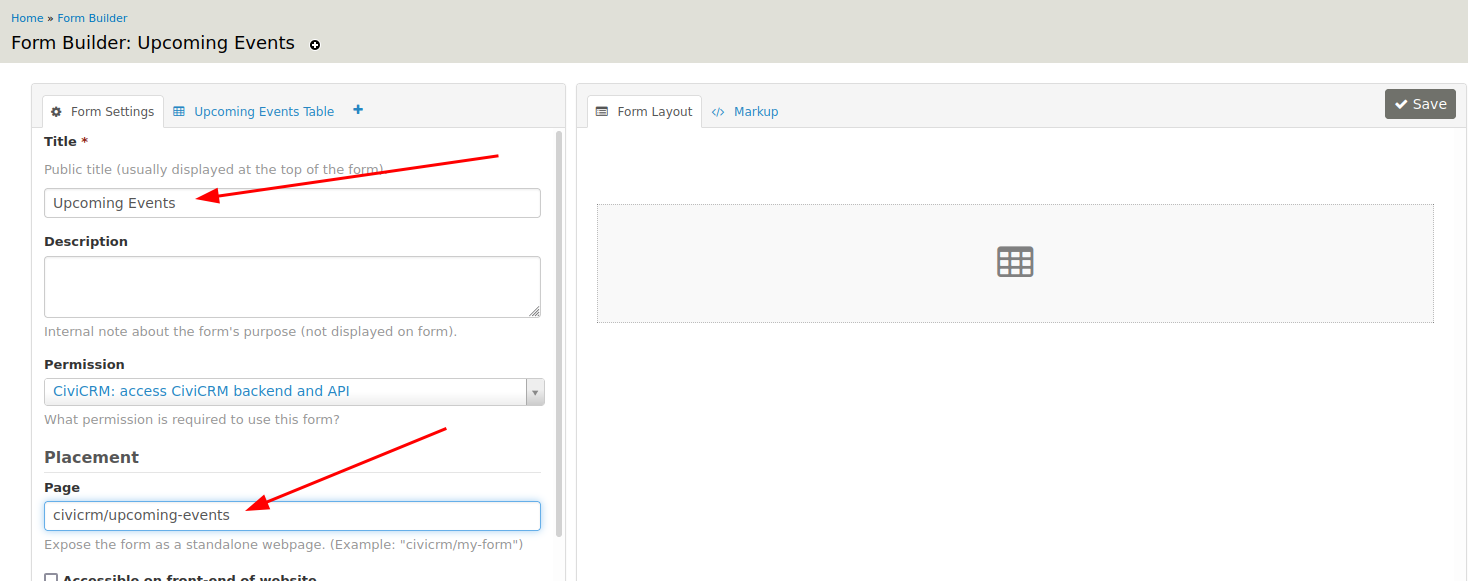 Home » Form Builder
Form Builder: Upcoming Events
Form Settings
Upcoming Events Table
Form Layout
Markup
Save
Title *
Public title (usually displayed at the top of the form)
Upcoming Events
Description
Internal note about the form's purpose (not displayed on form).
Permission
CiviCRM: access CiviCRM backend and API
What permission is required to use this form?
Placement
Page
civicrm/upcoming-events
Expose the form as a standalone webpage. (Example: "civicrm/my-form")
Accessible on front-end of website